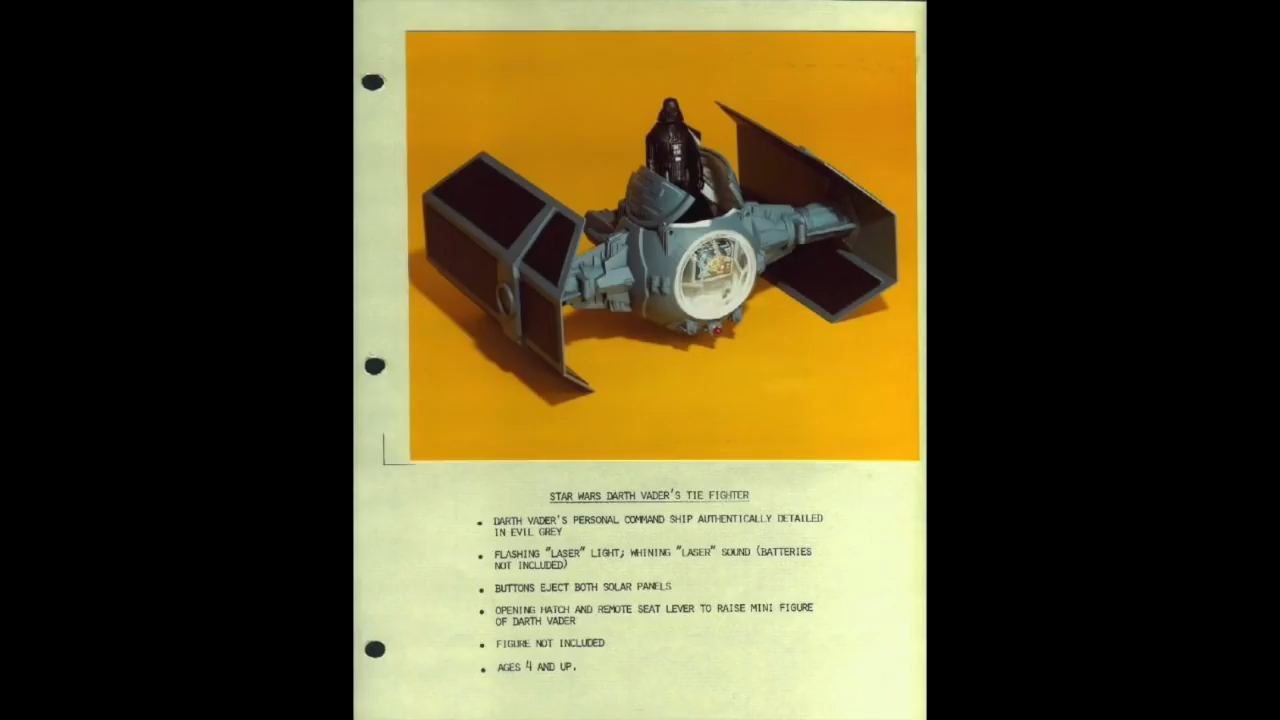 STAR WARS DARTH VADER'S TIE FIGHTER
• DARTH VADER'S PERSONAL COMMAND SHIP AUTHENTICALLY DETAILED
IN EVIL GREY
• FLASHING "LASER" LIGHT; WHINING "LASER" SOUND (BATTERIES
NOT INCLUDED)
• BUTTONS EJECT BOTH SOLAR PANELS
• OPENING HATCH AND REMOTE SEAT LEVER TO RAISE MINI FIGURE
OF DARTH VADER
• FIGURE NOT INCLUDED
• AGES 4 AND UP.